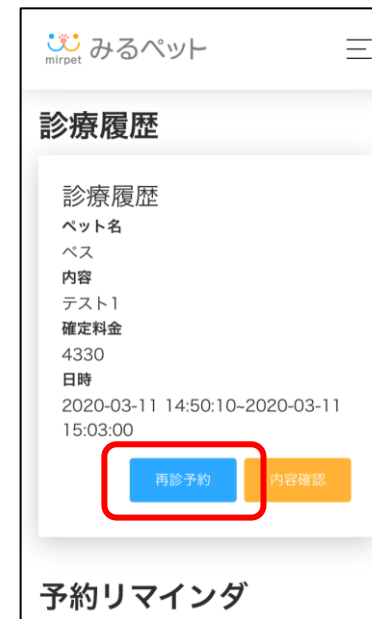 mirpet みるペット
診療履歴
診療履歴
ペット名
ベス
内容
テスト1
確定料金
4330
日時
2020-03-11 14:50:10~2020-03-11
15:03:00
再診予約 内容確認
予約リマインダ